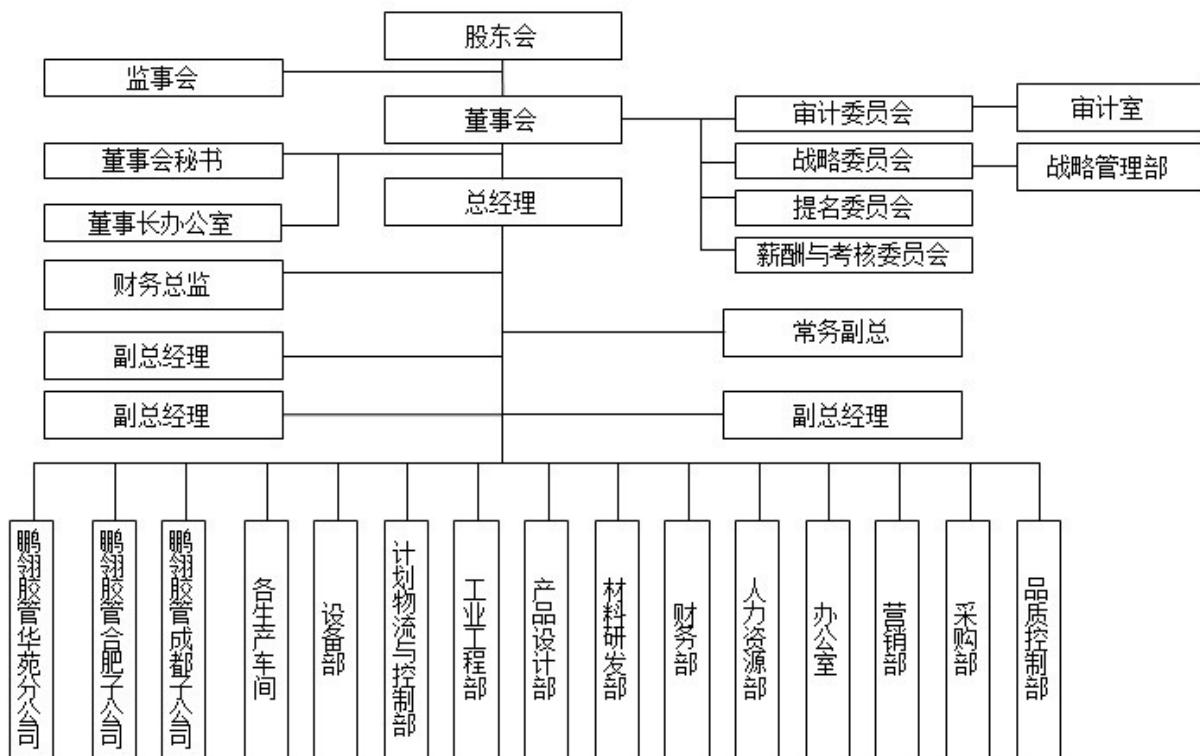 股东会
监事会
董事会
审计委员会
审计室
董事会秘书
战略委员会
战略管理部
总经理
提名委员会
董事长办公室
薪酬与考核委员会
财务总监
常务副总
副总经理
副总经理
副总经理
鹏翎胶管华苑分公司
鹏翎胶管合肥子公司
鹏翎胶管成都子公司
各生产车间
设备部
计划物流与控制部
工业工程部
产品设计部
材料研发部
财务部
人力资源部
办公室
营销部
采购部
品质控制部